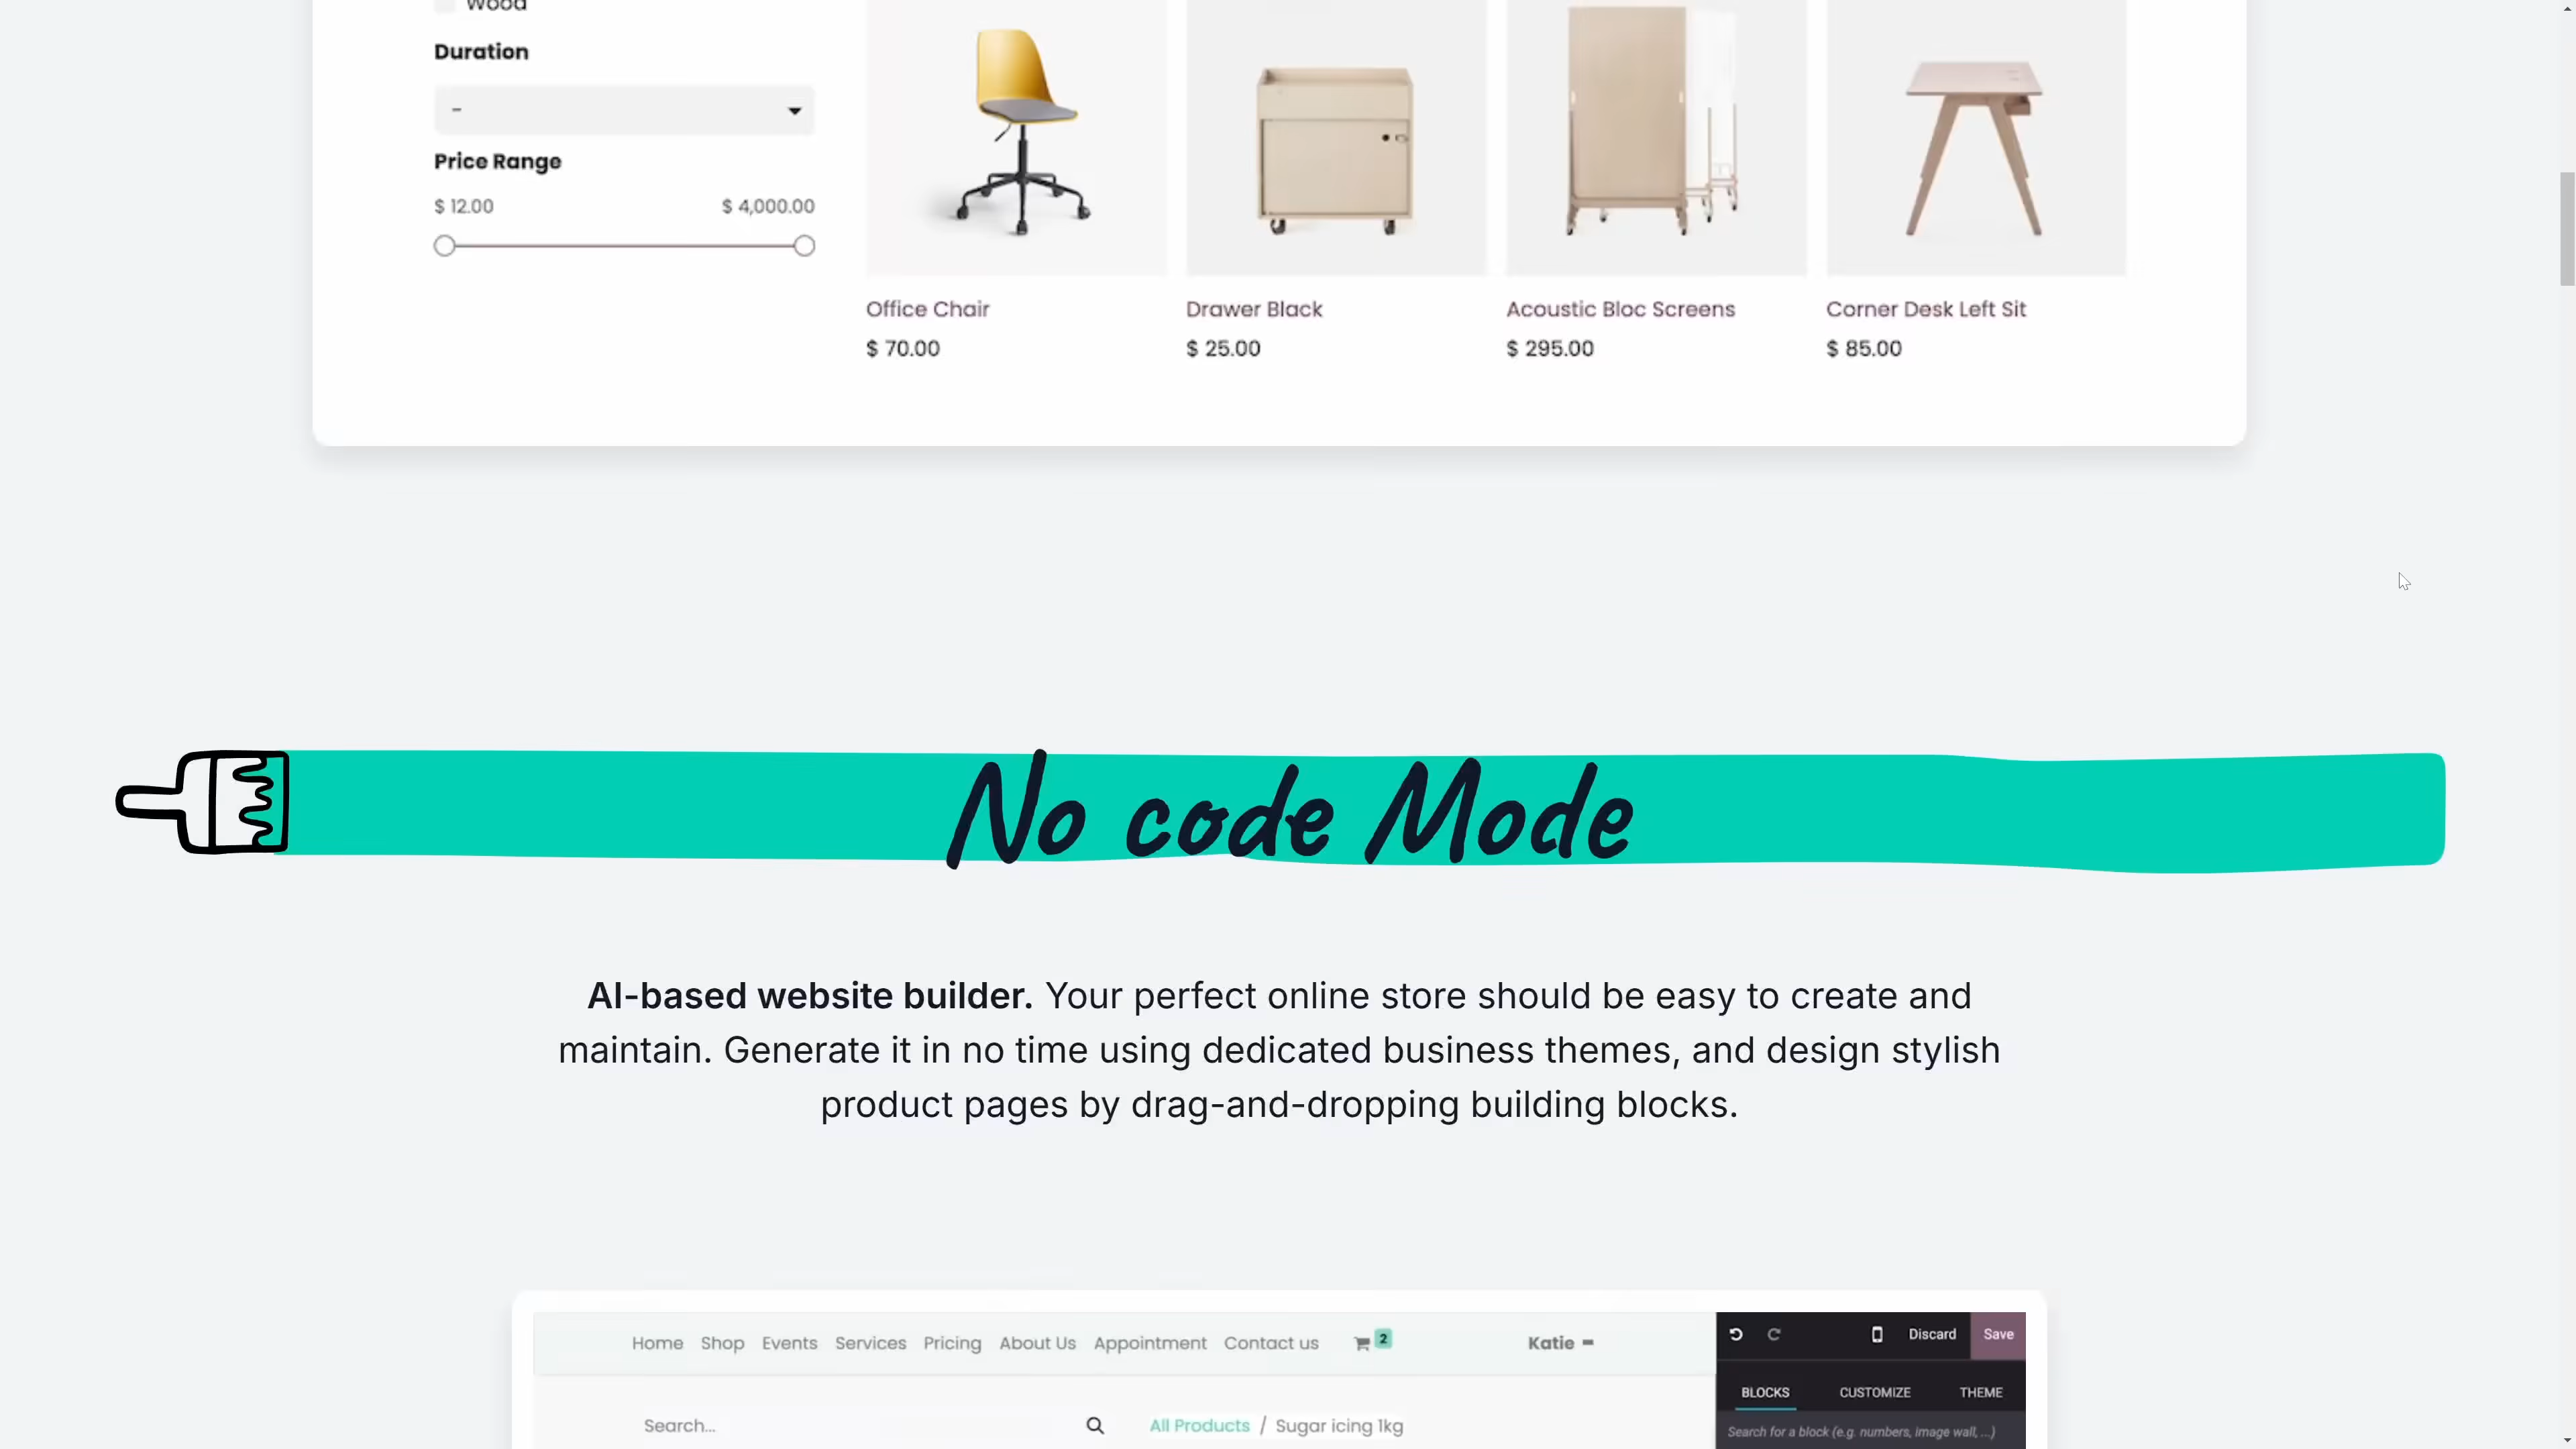 Wood
Duration
-
Price Range
$ 12.00 $ 4,000.00
Office Chair
$ 70.00
Drawer Black
$ 25.00
Acoustic Bloc Screens
$ 295.00
Corner Desk Left Sit
$ 85.00
No code Mode
AI-based website builder. Your perfect online store should be easy to create and
maintain. Generate it in no time using dedicated business themes, and design stylish
product pages by drag-and-dropping building blocks.
Home Shop Events Services Pricing About Us Appointment Contact us 2 Katie
Discard Save
BLOCKS CUSTOMIZE THEME
Search... All Products / Sugar icing 1kg
Search for a block (e.g. numbers, image wall, ...)